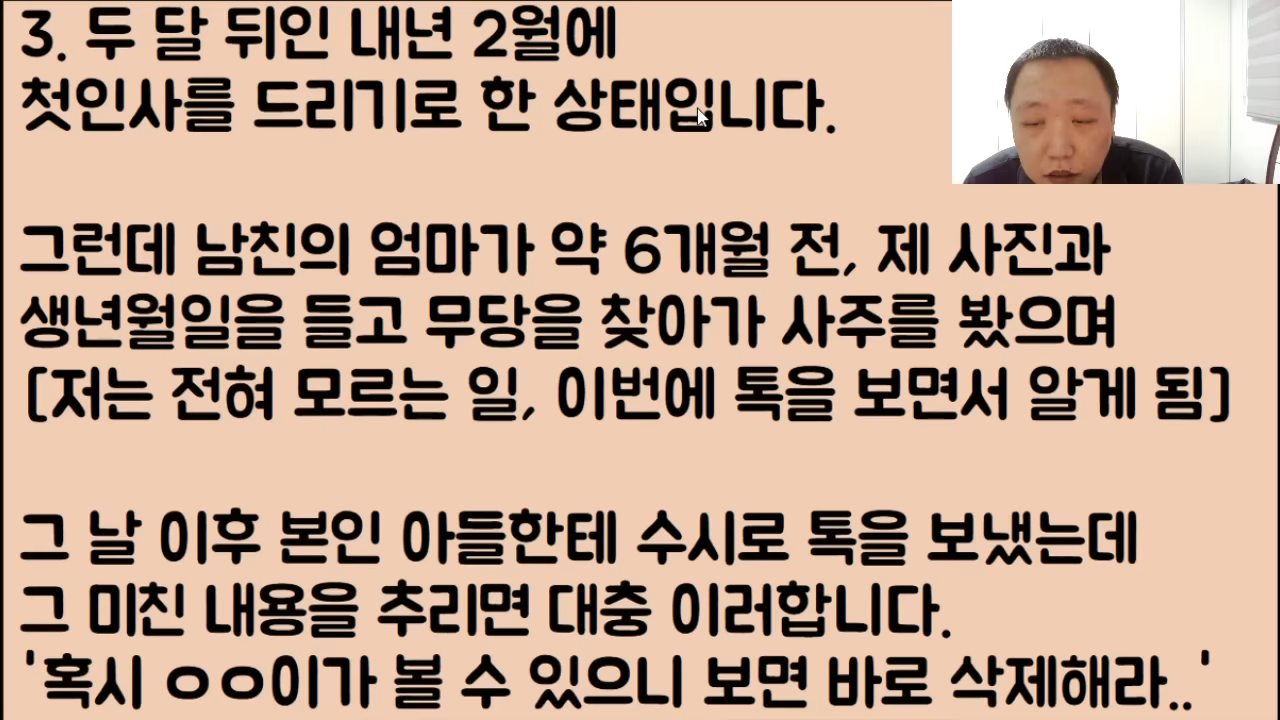 3. 두 달 뒤인 내년 2월에
첫인사를 드리기로 한 상태입니다.
그런데 남친의 엄마가 약 6개월 전, 제 사진과
생년월일을 들고 무당을 찾아가 사주를 봤으며
[저는 전혀 모르는 일, 이번에 톡을 보면서 알게 됨]
그 날 이후 본인 아들한테 수시로 톡을 보냈는데
그 미친 내용을 추리면 대충 이러합니다.
'혹시 ㅇㅇ이가 볼 수 있으니 보면 바로 삭제해라..'